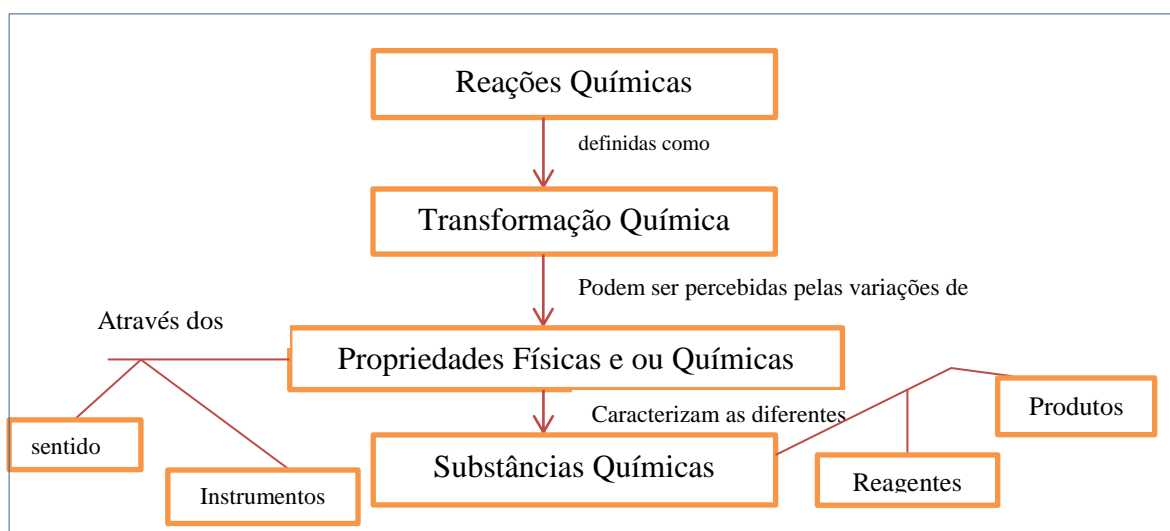 Reações Químicas
definidas como
Transformação Química
Podem ser percebidas pelas variações de
Através dos
Propriedades Físicas e ou Químicas
Caracterizam as diferentes
Produtos
sentido
Substâncias Químicas
Instrumentos
Reagentes